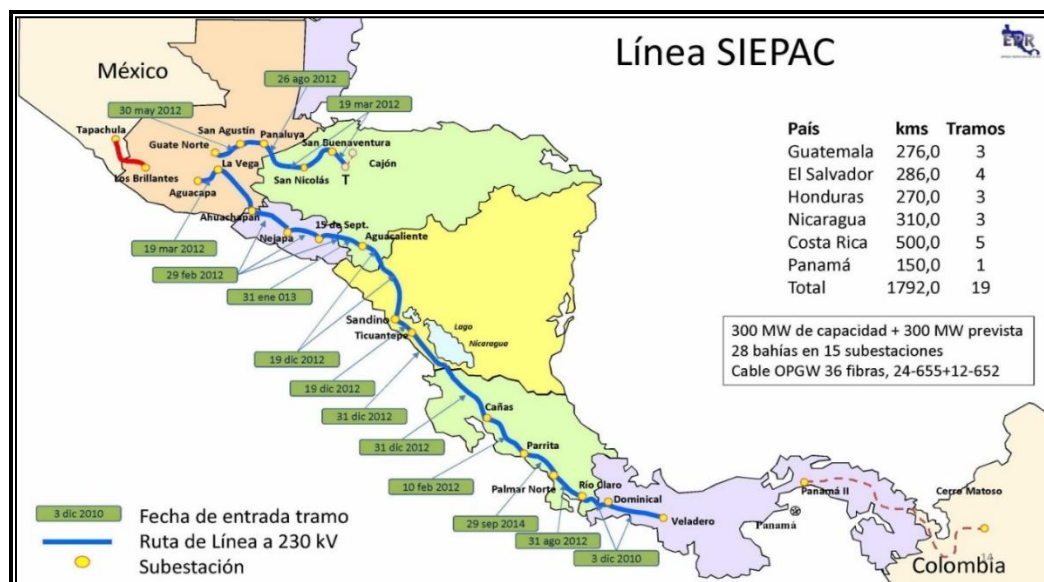 Línea SIEPAC
EPR
México
26 ago 2012
19 mar 2012
30 may 2012
Tapachula
San Agustín
Panaluya
Guate Norte
San Buenaventura
Cajón
La Vega
Los Brillantes
San Nicolás
T
Aguacapa
Ahuachapán
19 mar 2012
15 de Sept.
Nejapa
Aguacaliente
29 feb 2012
31 ene 013
Sandino
Lago
Ticuantepe
Nicaragua
19 dic 2012
19 dic 2012
31 dic 2012
Cañas
31 dic 2012
Parrita
10 feb 2012
Palmar Norte
Río Claro
Dominical
29 sep 2014
31 ago 2012
Veladero
3 dic 2010
Panamá II
Panamá
Cerro Matoso
14
Colombia
País kms Tramos
Guatemala 276,0 3
El Salvador 286,0 4
Honduras 270,0 3
Nicaragua 310,0 3
Costa Rica 500,0 5
Panamá 150,0 1
Total 1792,0 19
300 MW de capacidad + 300 MW prevista
28 bahías en 15 subestaciones
Cable OPGW 36 fibras, 24-655+12-652
3 dic 2010 Fecha de entrada tramo
Ruta de Línea a 230 kV
Subestación